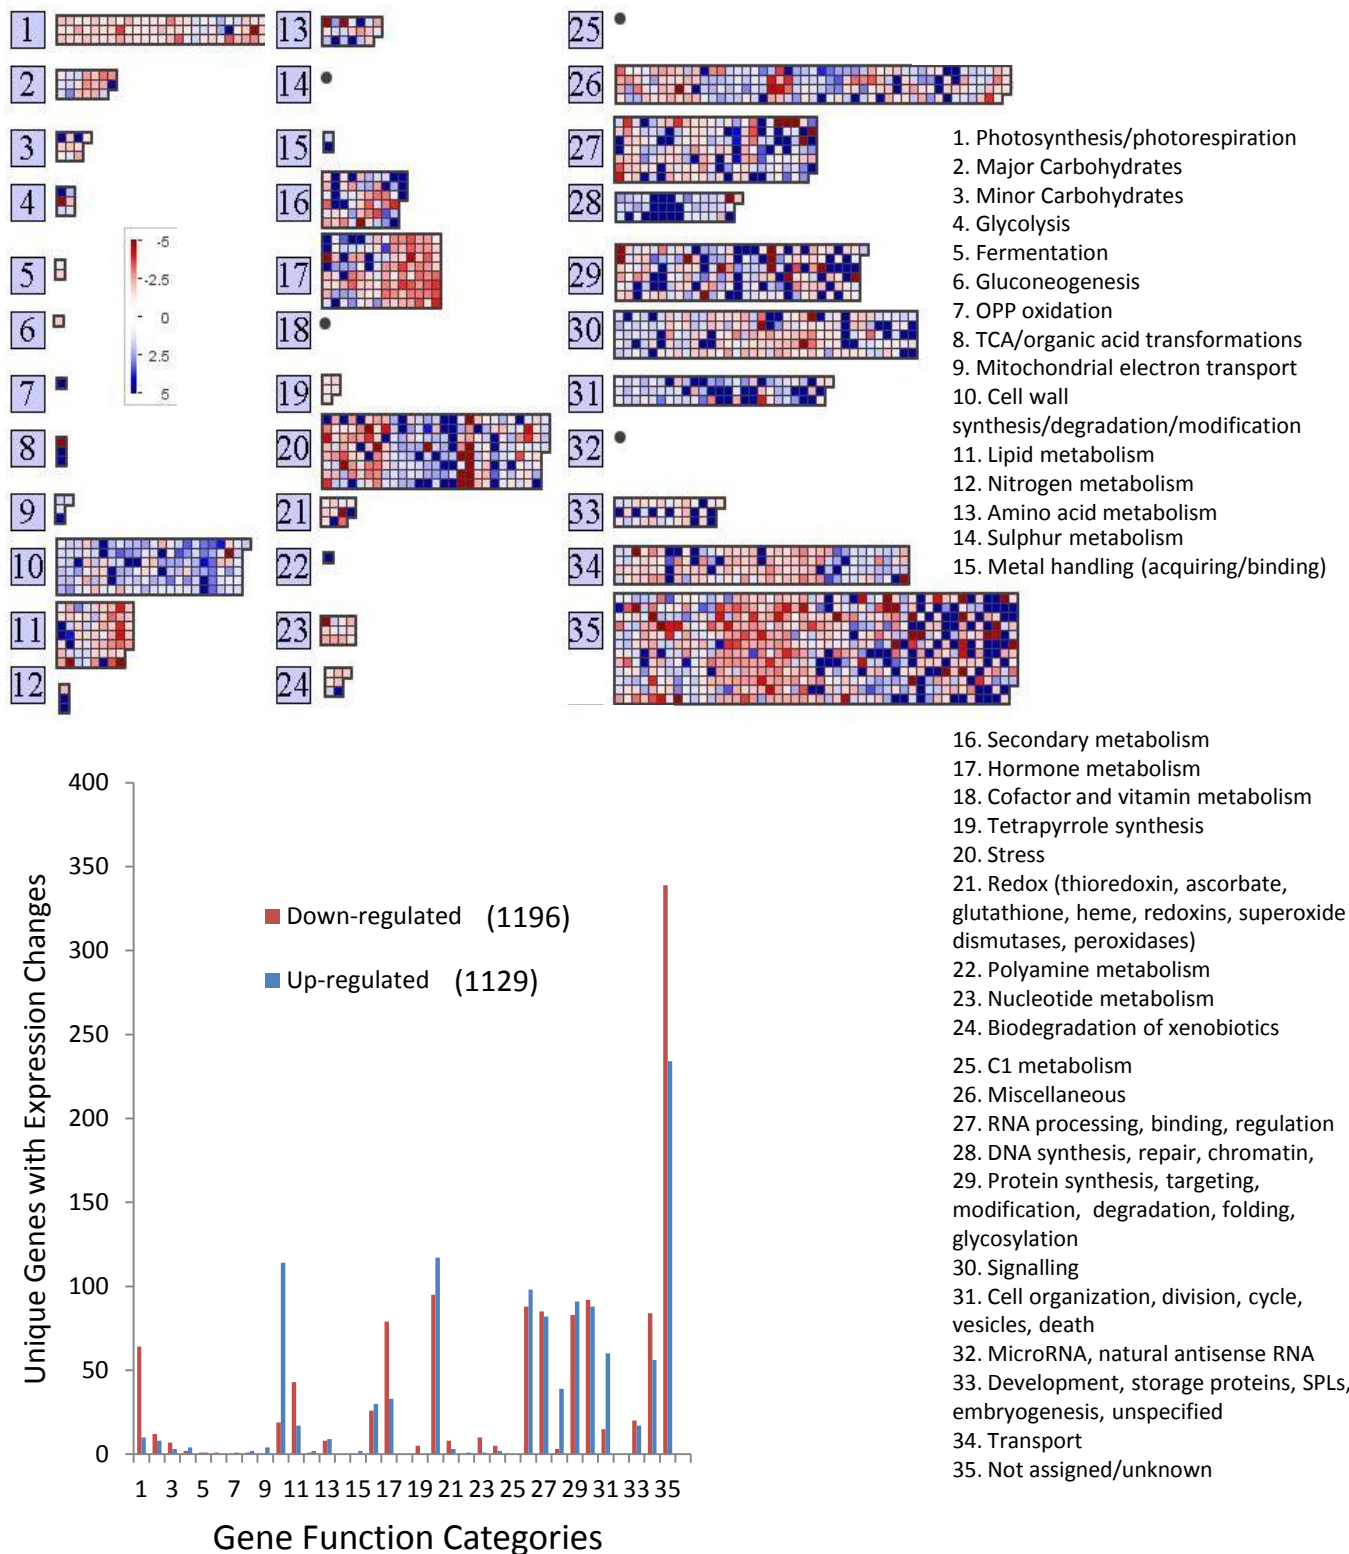 1
2
3
4
5
6
7
8
9
10
11
12
13
14
15
16
17
18
19
20
21
22
23
24
25
26
27
28
29
30
31
32
33
34
35
-5
-2.5
0
2.5
5
1. Photosynthesis/photorespiration
2. Major Carbohydrates
3. Minor Carbohydrates
4. Glycolysis
5. Fermentation
6. Gluconeogenesis
7. OPP oxidation
8. TCA/organic acid transformations
9. Mitochondrial electron transport
10. Cell wall
synthesis/degradation/modification
11. Lipid metabolism
12. Nitrogen metabolism
13. Amino acid metabolism
14. Sulphur metabolism
15. Metal handling (acquiring/binding)
16. Secondary metabolism
17. Hormone metabolism
18. Cofactor and vitamin metabolism
19. Tetrapyrrole synthesis
20. Stress
21. Redox (thioredoxin, ascorbate,
glutathione, heme, redoxins, superoxide
dismutases, peroxidases)
22. Polyamine metabolism
23. Nucleotide metabolism
24. Biodegradation of xenobiotics
25. C1 metabolism
26. Miscellaneous
27. RNA processing, binding, regulation
28. DNA synthesis, repair, chromatin,
29. Protein synthesis, targeting,
modification, degradation, folding,
glycosylation
30. Signalling
31. Cell organization, division, cycle,
vesicles, death
32. MicroRNA, natural antisense RNA
33. Development, storage proteins, SPLs,
embryogenesis, unspecified
34. Transport
35. Not assigned/unknown
Unique Genes with Expression Changes
400
350
300
250
200
150
100
50
0
Down-regulated (1196)
Up-regulated (1129)
1 3 5 7 9 11 13 15 17 19 21 23 25 27 29 31 33 35
Gene Function Categories